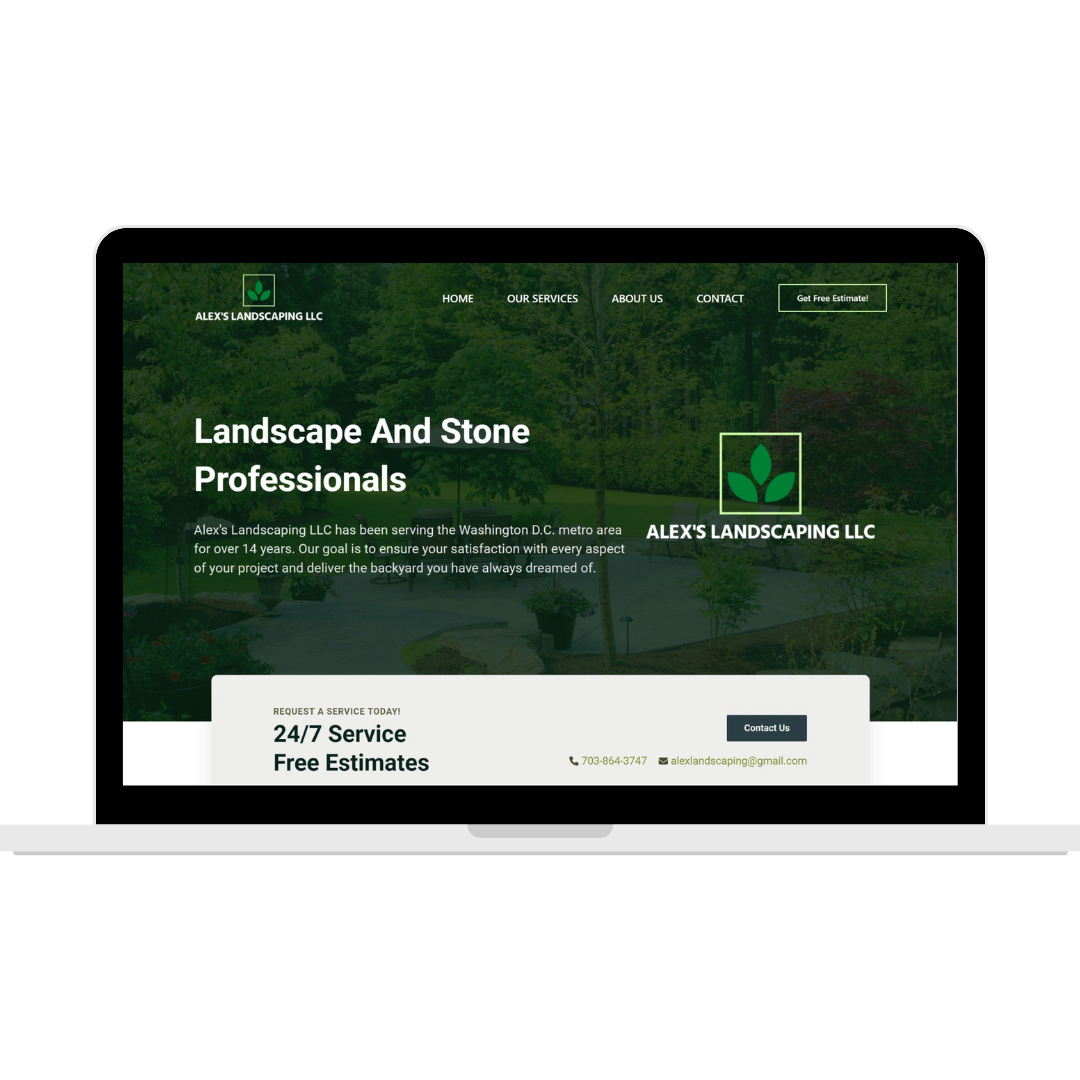 ALEX'S LANDSCAPING LLC
HOME
OUR SERVICES
ABOUT US
CONTACT
Get Free Estimate!
Landscape And Stone
Professionals
Alex's Landscaping LLC has been serving the Washington D.C. metro area
for over 14 years. Our goal is to ensure your satisfaction with every aspect
of your project and deliver the backyard you have always dreamed of.
ALEX'S LANDSCAPING LLC
REQUEST A SERVICE TODAY!
24/7 Service
Free Estimates
Contact Us
703-864-3747
alexlandscaping@gmail.com